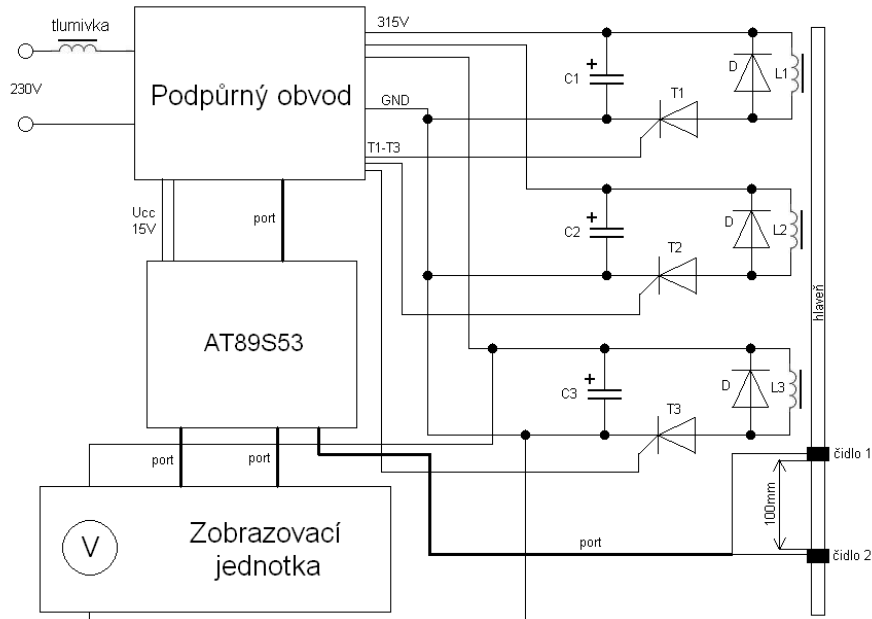 tlumivka
230V
Podpůrný obvod
315V
GND
T1-T3
Ucc
15V
port
AT89S53
port
port
port
V
Zobrazovací
jednotka
C1
T1
D
L1
C2
T2
D
L2
C3
T3
D
L3
hlaveň
čidlo 1
100mm
čidlo 2